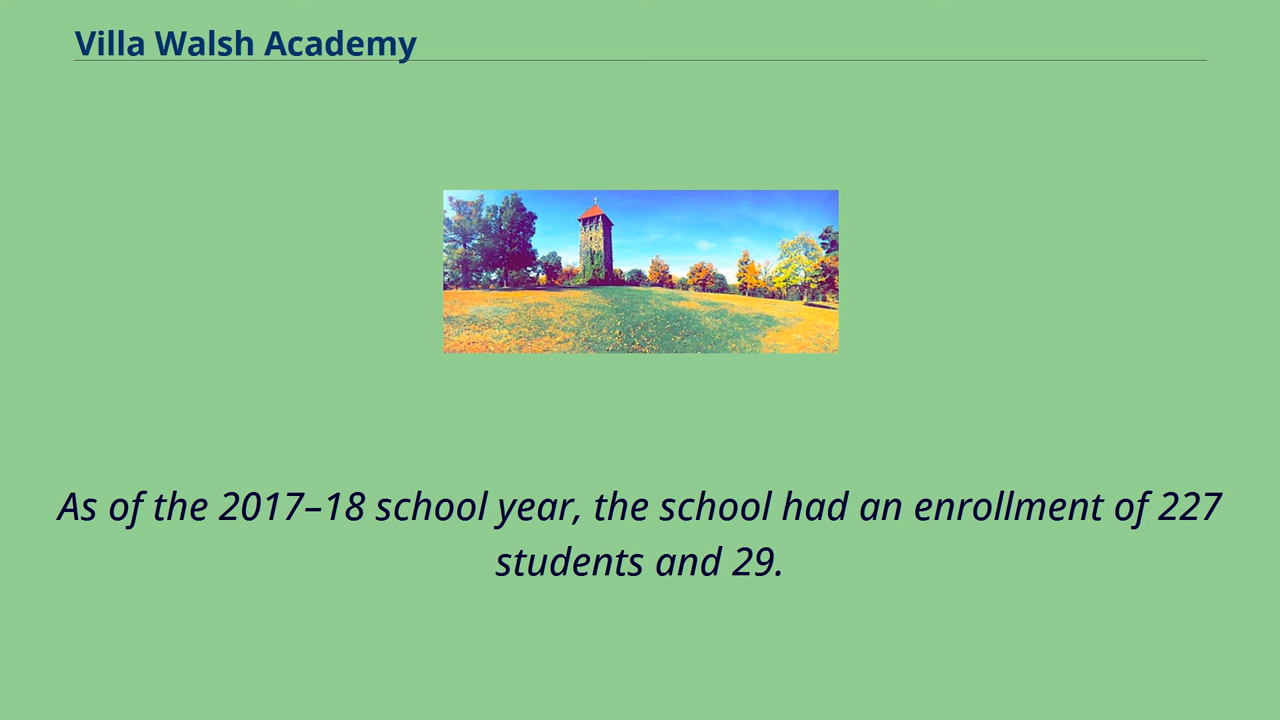 Villa Walsh Academy
As of the 2017–18 school year, the school had an enrollment of 227
students and 29.